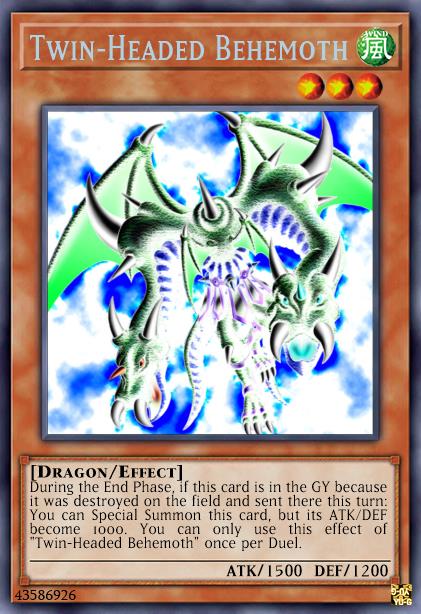 Twin-Headed Behemoth
WIND
風
[Dragon/Effect]
During the End Phase, if this card is in the GY because
it was destroyed on the field and sent there this turn:
You can Special Summon this card, but its ATK/DEF
become 1000. You can only use this effect of
"Twin-Headed Behemoth" once per Duel.
ATK/1500 DEF/1200
43586926